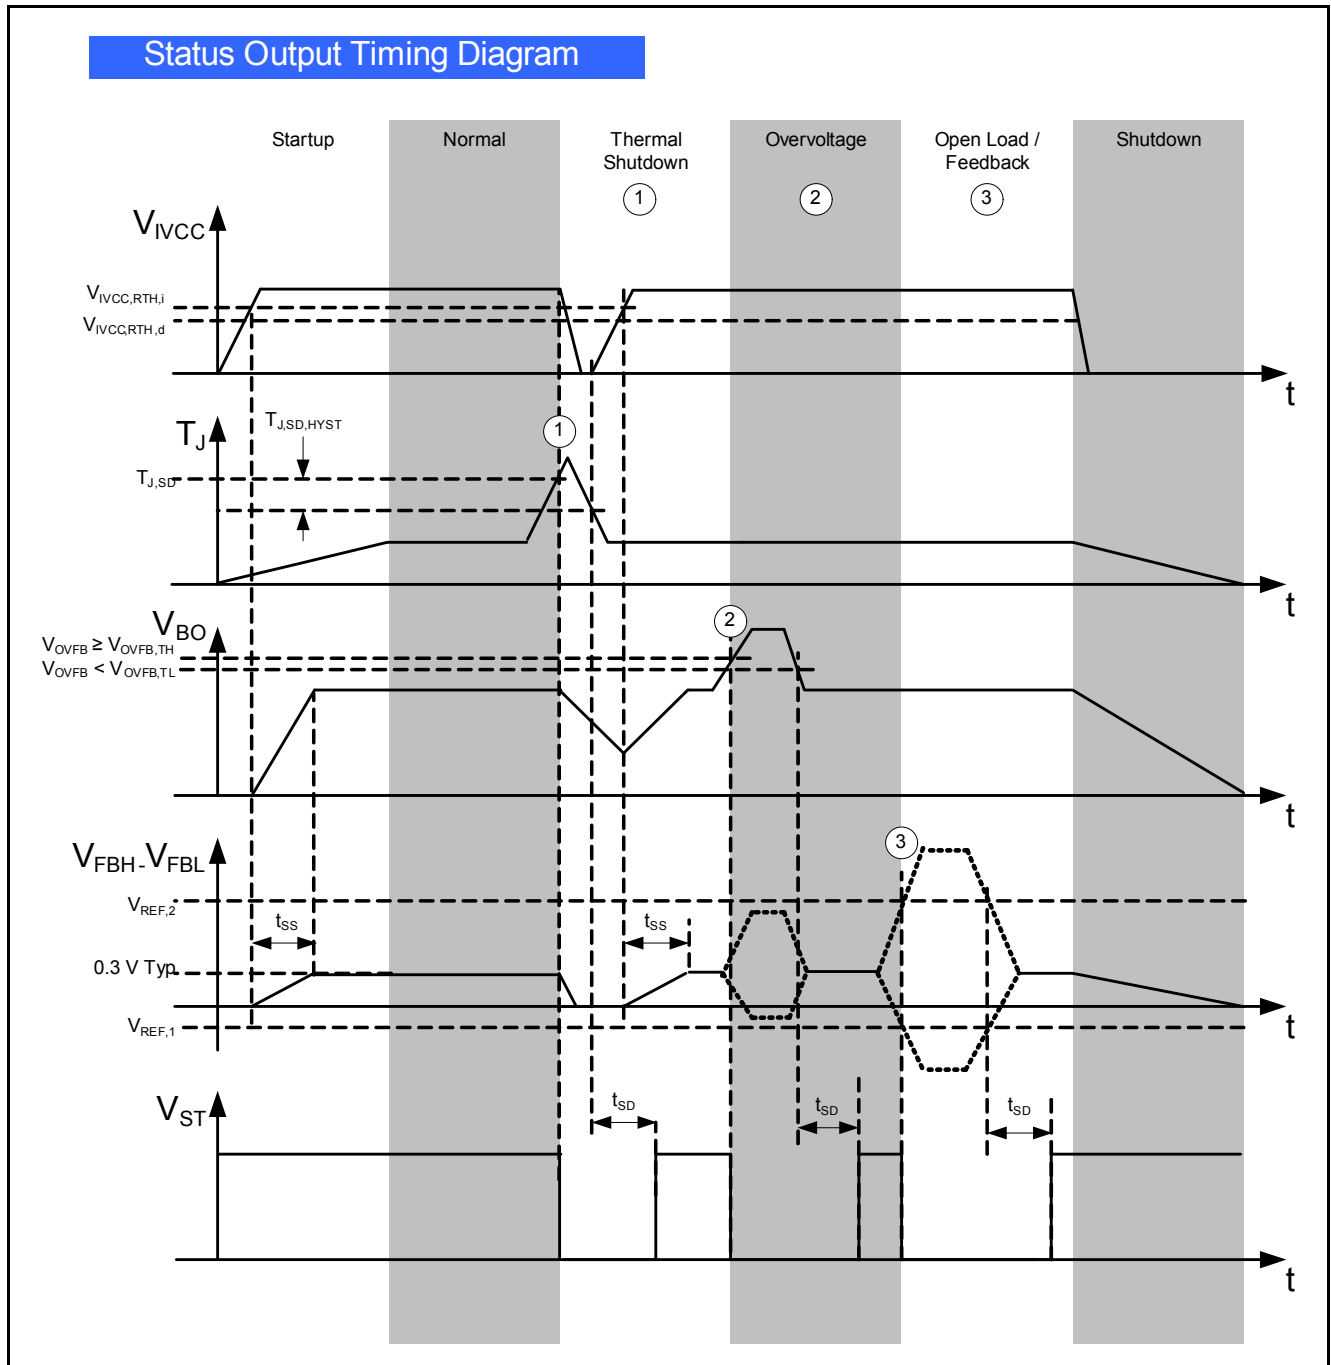 Status Output Timing Diagram
Startup
Normal
Thermal
Shutdown
1
Overvoltage
2
Open Load /
Feedback
3
Shutdown
VIVCC
VIVCC,RTH,i
VIVCC,RTH,d
t
TJ
TJ,SD,HYST
1
TJ,SD
t
VBO
2
VOVFB ≥ VOVFB,TH
VOVFB < VOVFB,TL
t
VFBH-VFBL
3
VREF,2
tSS
tSS
0.3 V Typ
VREF,1
t
VST
tSD
tSD
tSD
t